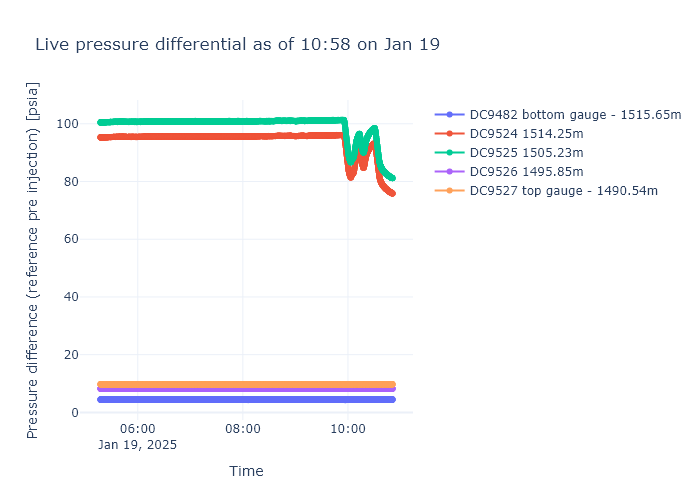 Live pressure differential as of 10:58 on Jan 19
Pressure difference (reference pre injection) [psia]
100
80
60
40
20
0
06:00
08:00
10:00
Jan 19, 2025
Time
DC9482 bottom gauge - 1515.65m
DC9524 1514.25m
DC9525 1505.23m
DC9526 1495.85m
DC9527 top gauge - 1490.54m